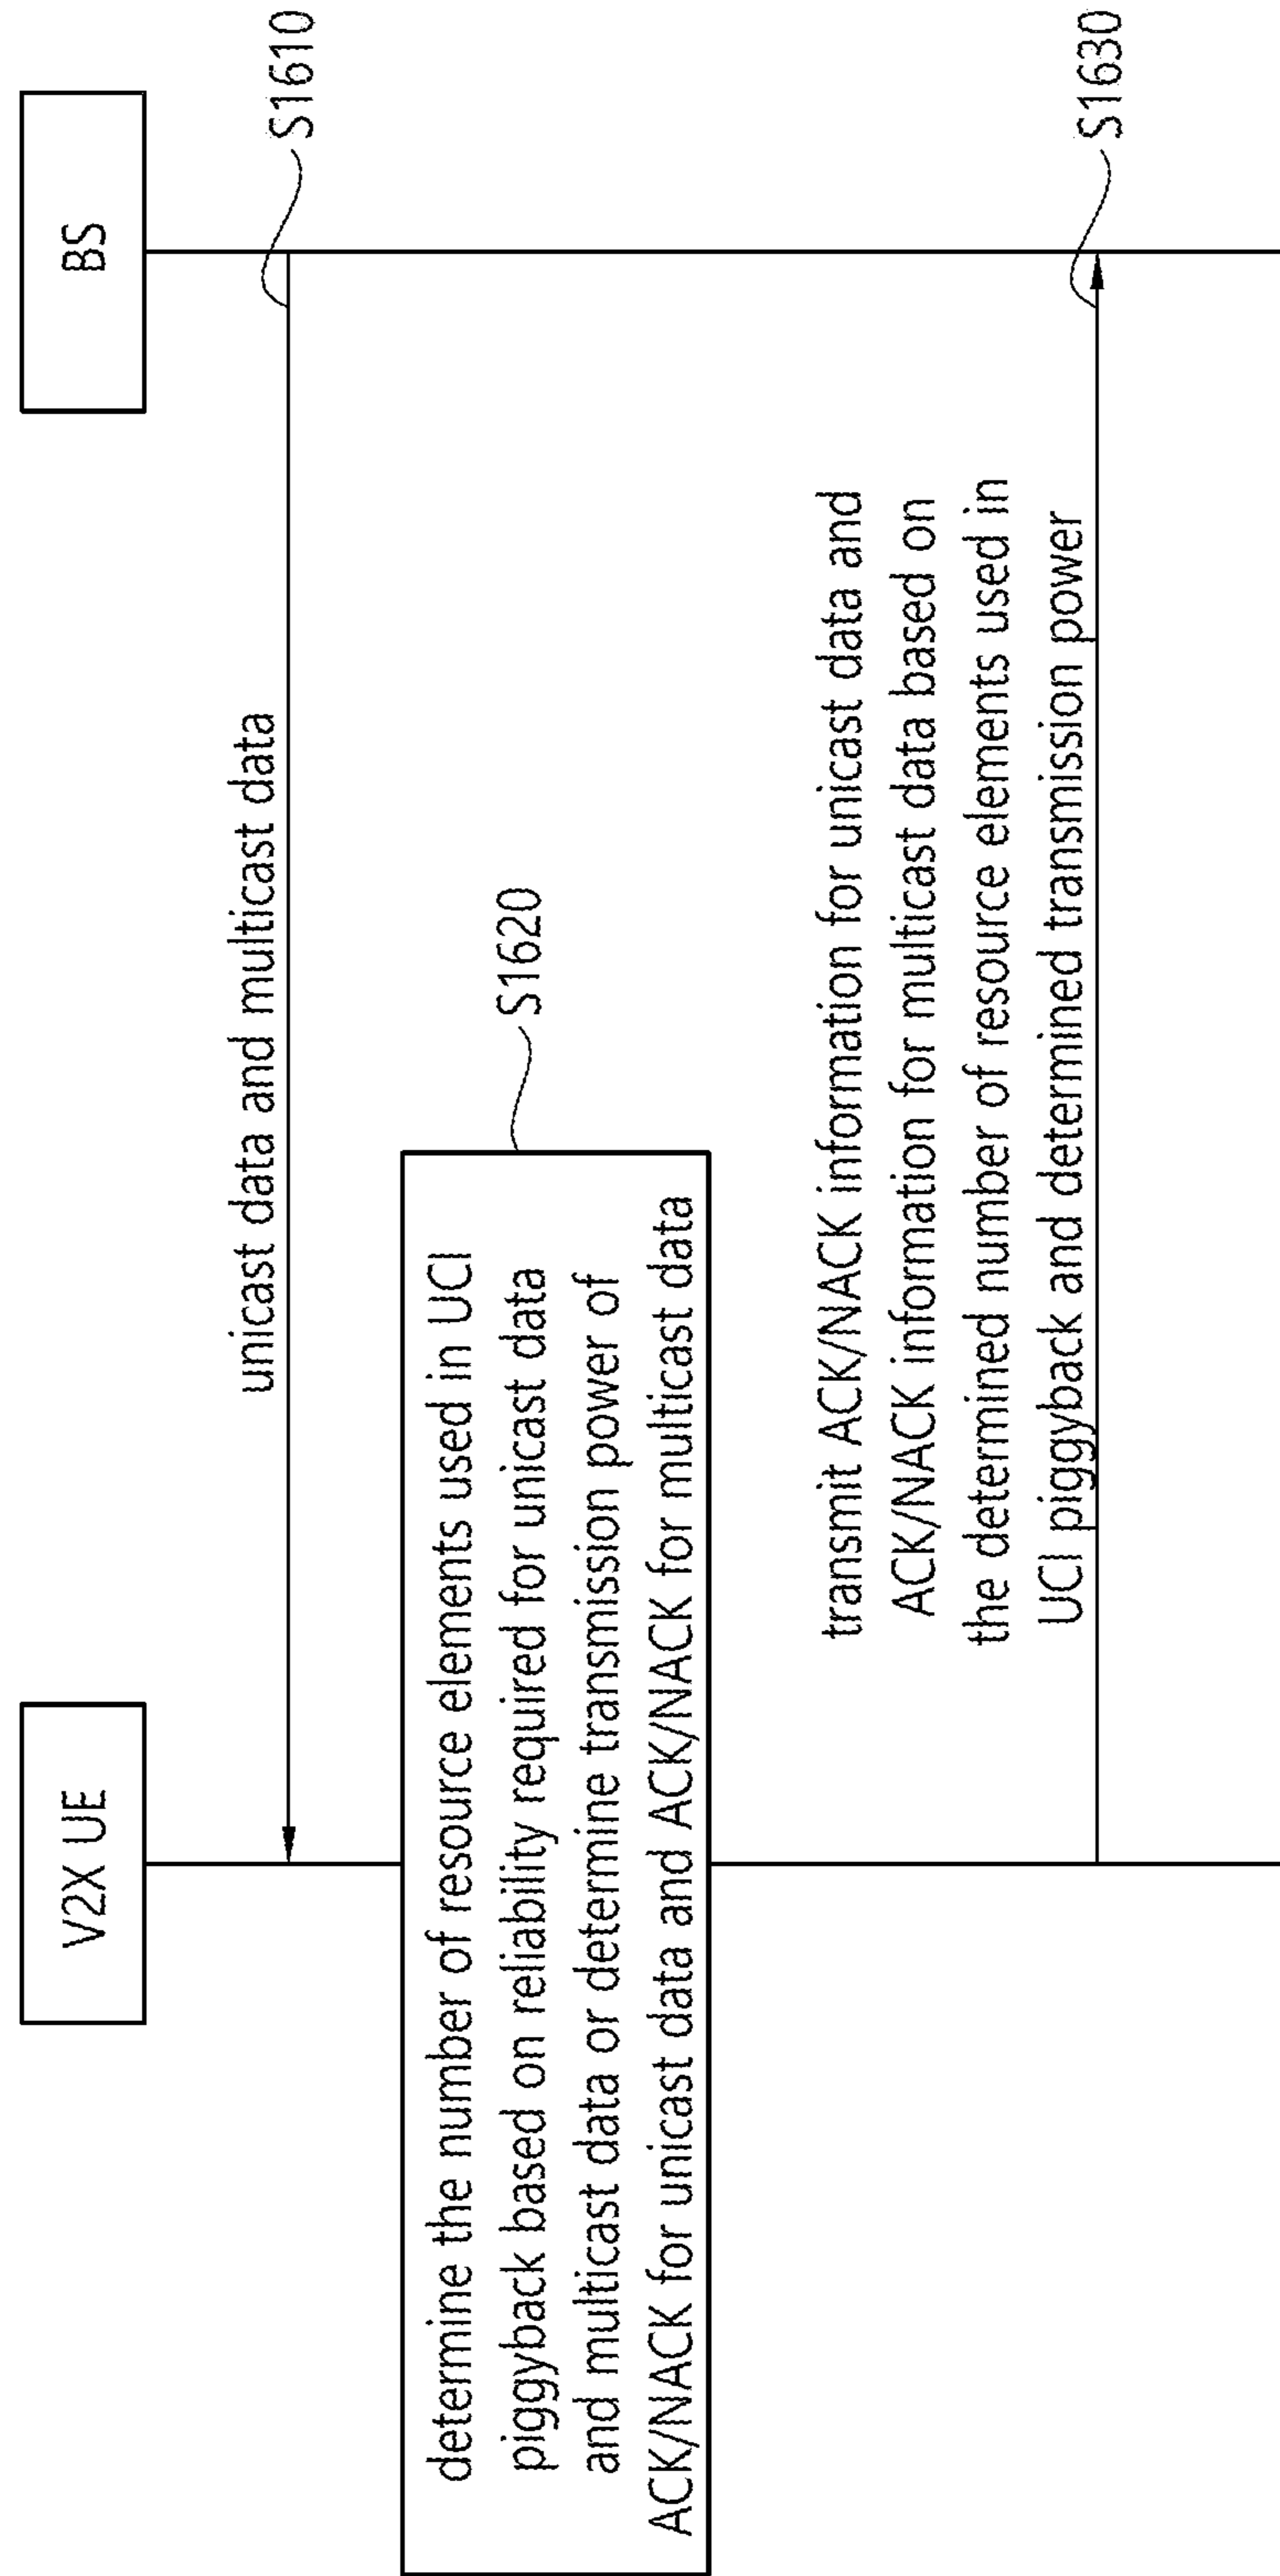 V2X UE
BS
unicast data and multicast data
S1610
S1620
determine the number of resource elements used in UCI
piggyback based on reliability required for unicast data
and multicast data or determine transmission power of
ACK/NACK for unicast data and ACK/NACK for multicast data
transmit ACK/NACK information for unicast data and
ACK/NACK information for multicast data based on
the determined number of resource elements used in
UCI piggyback and determined transmission power
S1630